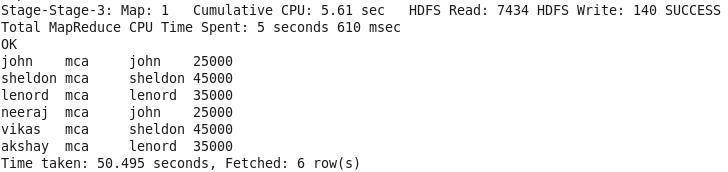 Stage-Stage-3: Map: 1   Cumulative CPU: 5.61 sec   HDFS Read: 7434 HDFS Write: 140 SUCCESS
Total MapReduce CPU Time Spent: 5 seconds 610 msec
OK
john    mca     john    25000
sheldon mca     sheldon 45000
lenord  mca     lenord  35000
neeraj  mca     john    25000
vikas   mca     sheldon 45000
akshay  mca     lenord  35000
Time taken: 50.495 seconds, Fetched: 6 row(s)